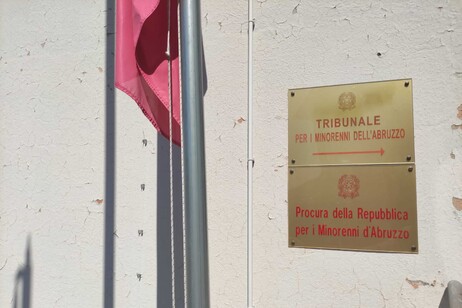 TRIBUNALE
PER I MINORENNI DELL'ABRUZZO
Procura della Repubblica
per i Minorenni d'Abruzzo